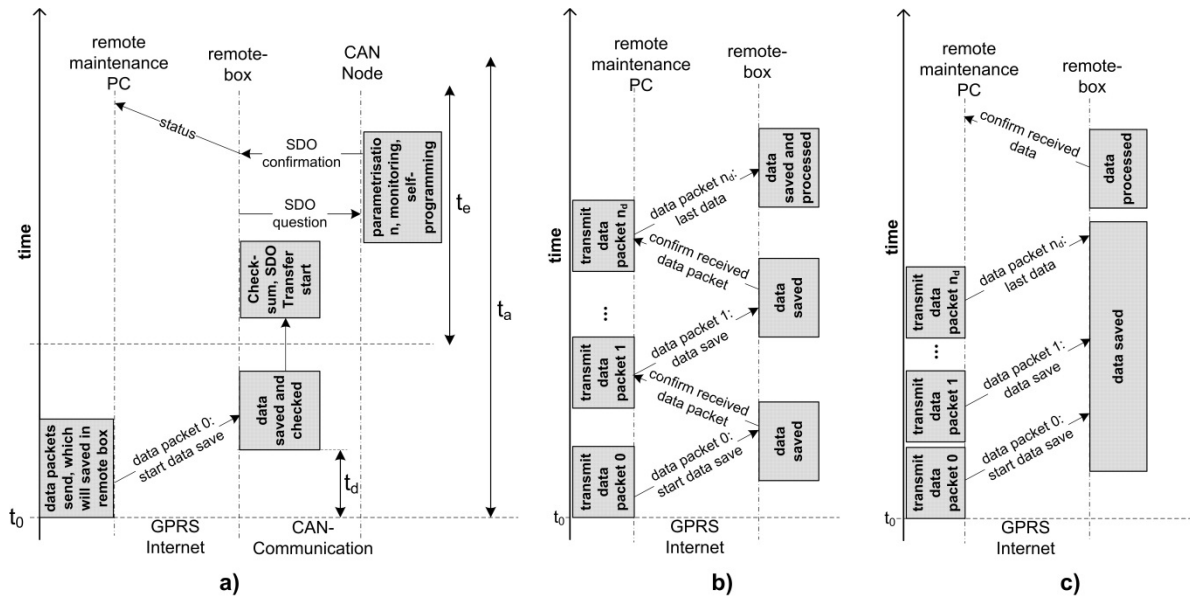 time
remote
maintenance
PC
remote-
box
CAN
Node
status
SDO
confirmation
SDO
question
parametrisatio
n, monitoring,
self-
programming
Check-
sum, SDO
Transfer
start
data
saved and
checked
data packets
send, which
will saved in
remote box
data packet 0:
start data save
t₀
tₑ
tₐ
t_d
GPRS
Internet
CAN-
Communication
a)
time
remote
maintenance
PC
remote-
box
data
saved and
processed
data packet n_d:
last data
transmit
data
packet n_d
confirm received
data packet
data
saved
...
data packet 1:
data save
transmit
data
packet 1
confirm received
data packet
data
saved
data packet 0:
start data save
transmit
data
packet 0
t₀
GPRS
Internet
b)
time
remote
maintenance
PC
remote-
box
confirm received
data
data
processed
data packet n_d:
last data
transmit
data
packet n_d
...
data packet 1:
data save
data saved
transmit
data
packet 1
data packet 0:
start data save
transmit
data
packet 0
t₀
GPRS
Internet
c)